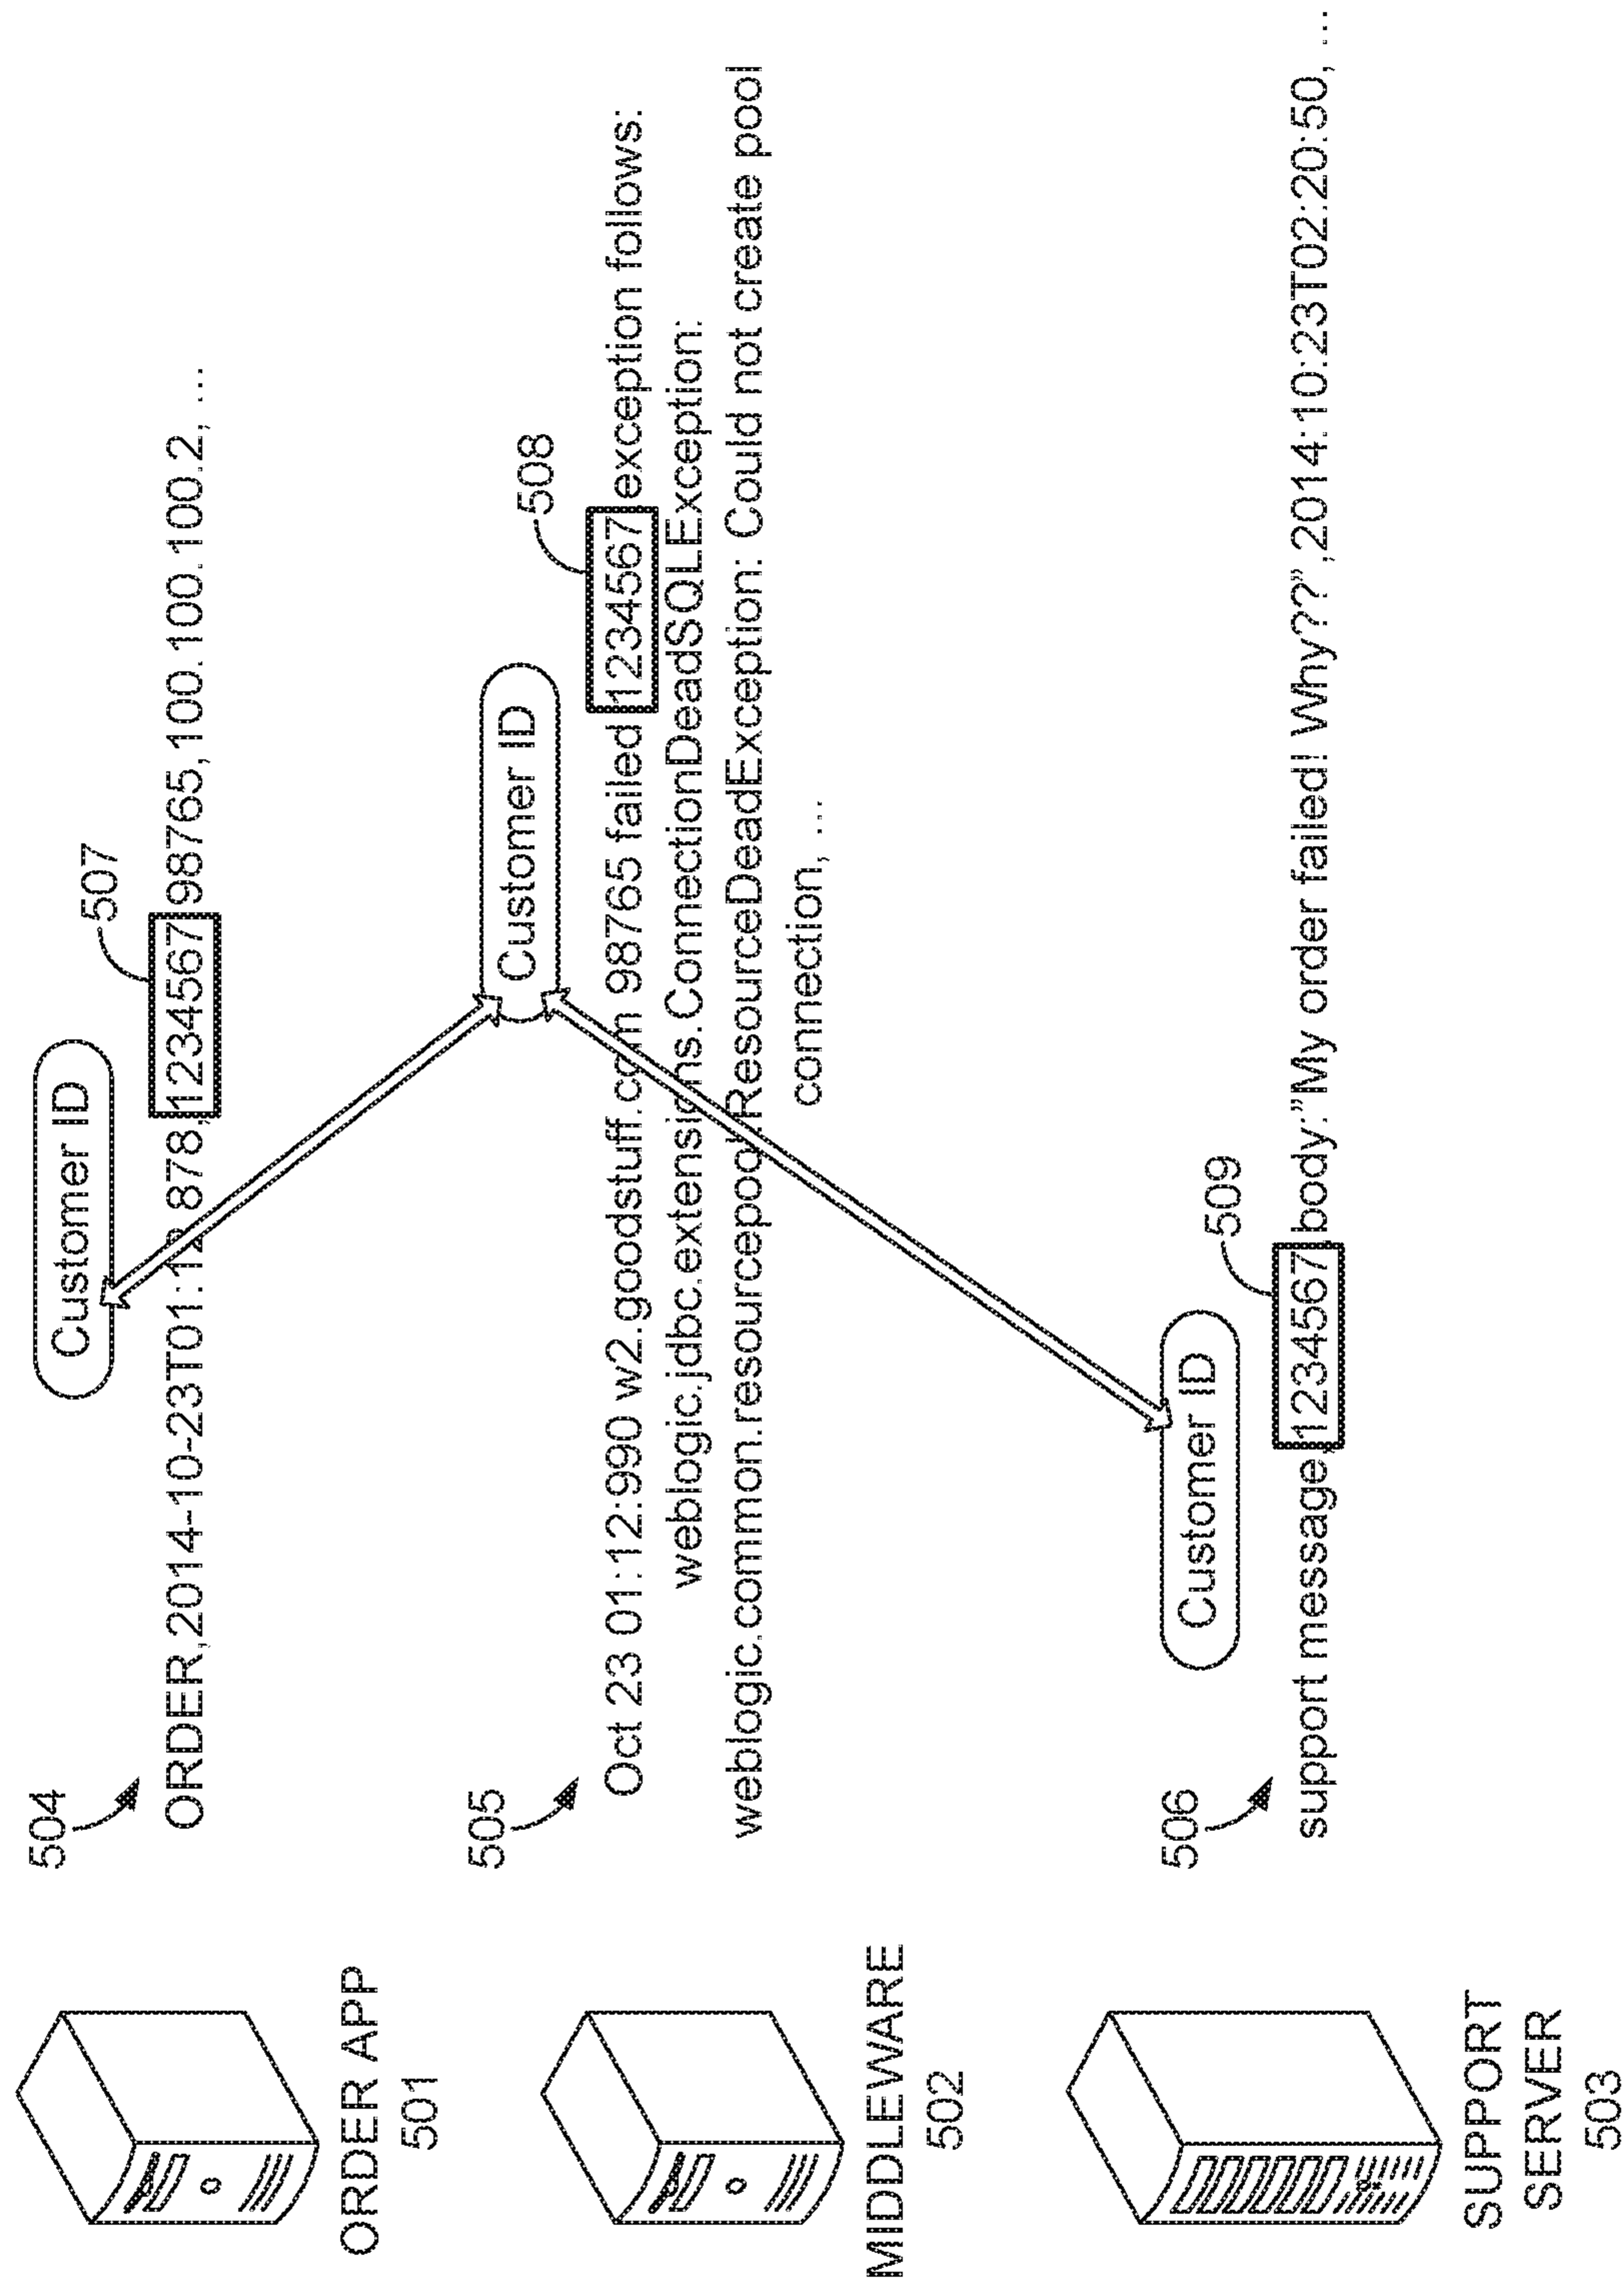 504
Customer ID
507
ORDER,2014-10-23T01:12 878,1234567 98765,100.100.100.2, ...
ORDER APP
501
505
Customer ID
508
Oct 23 01:12:990 w2.goodstuff.com 98765 failed 1234567 exception follows:
weblogic.jdbc.extensions.ConnectionDeadSQLException:
weblogic.common.resourcepool.ResourceDeadException: Could not create pool
connection, ...
MIDDLEWARE
502
506
Customer ID
509
support message,1234567,body:"My order failed! Why??",2014:10:23T02:20:50, ...
SUPPORT
SERVER
503